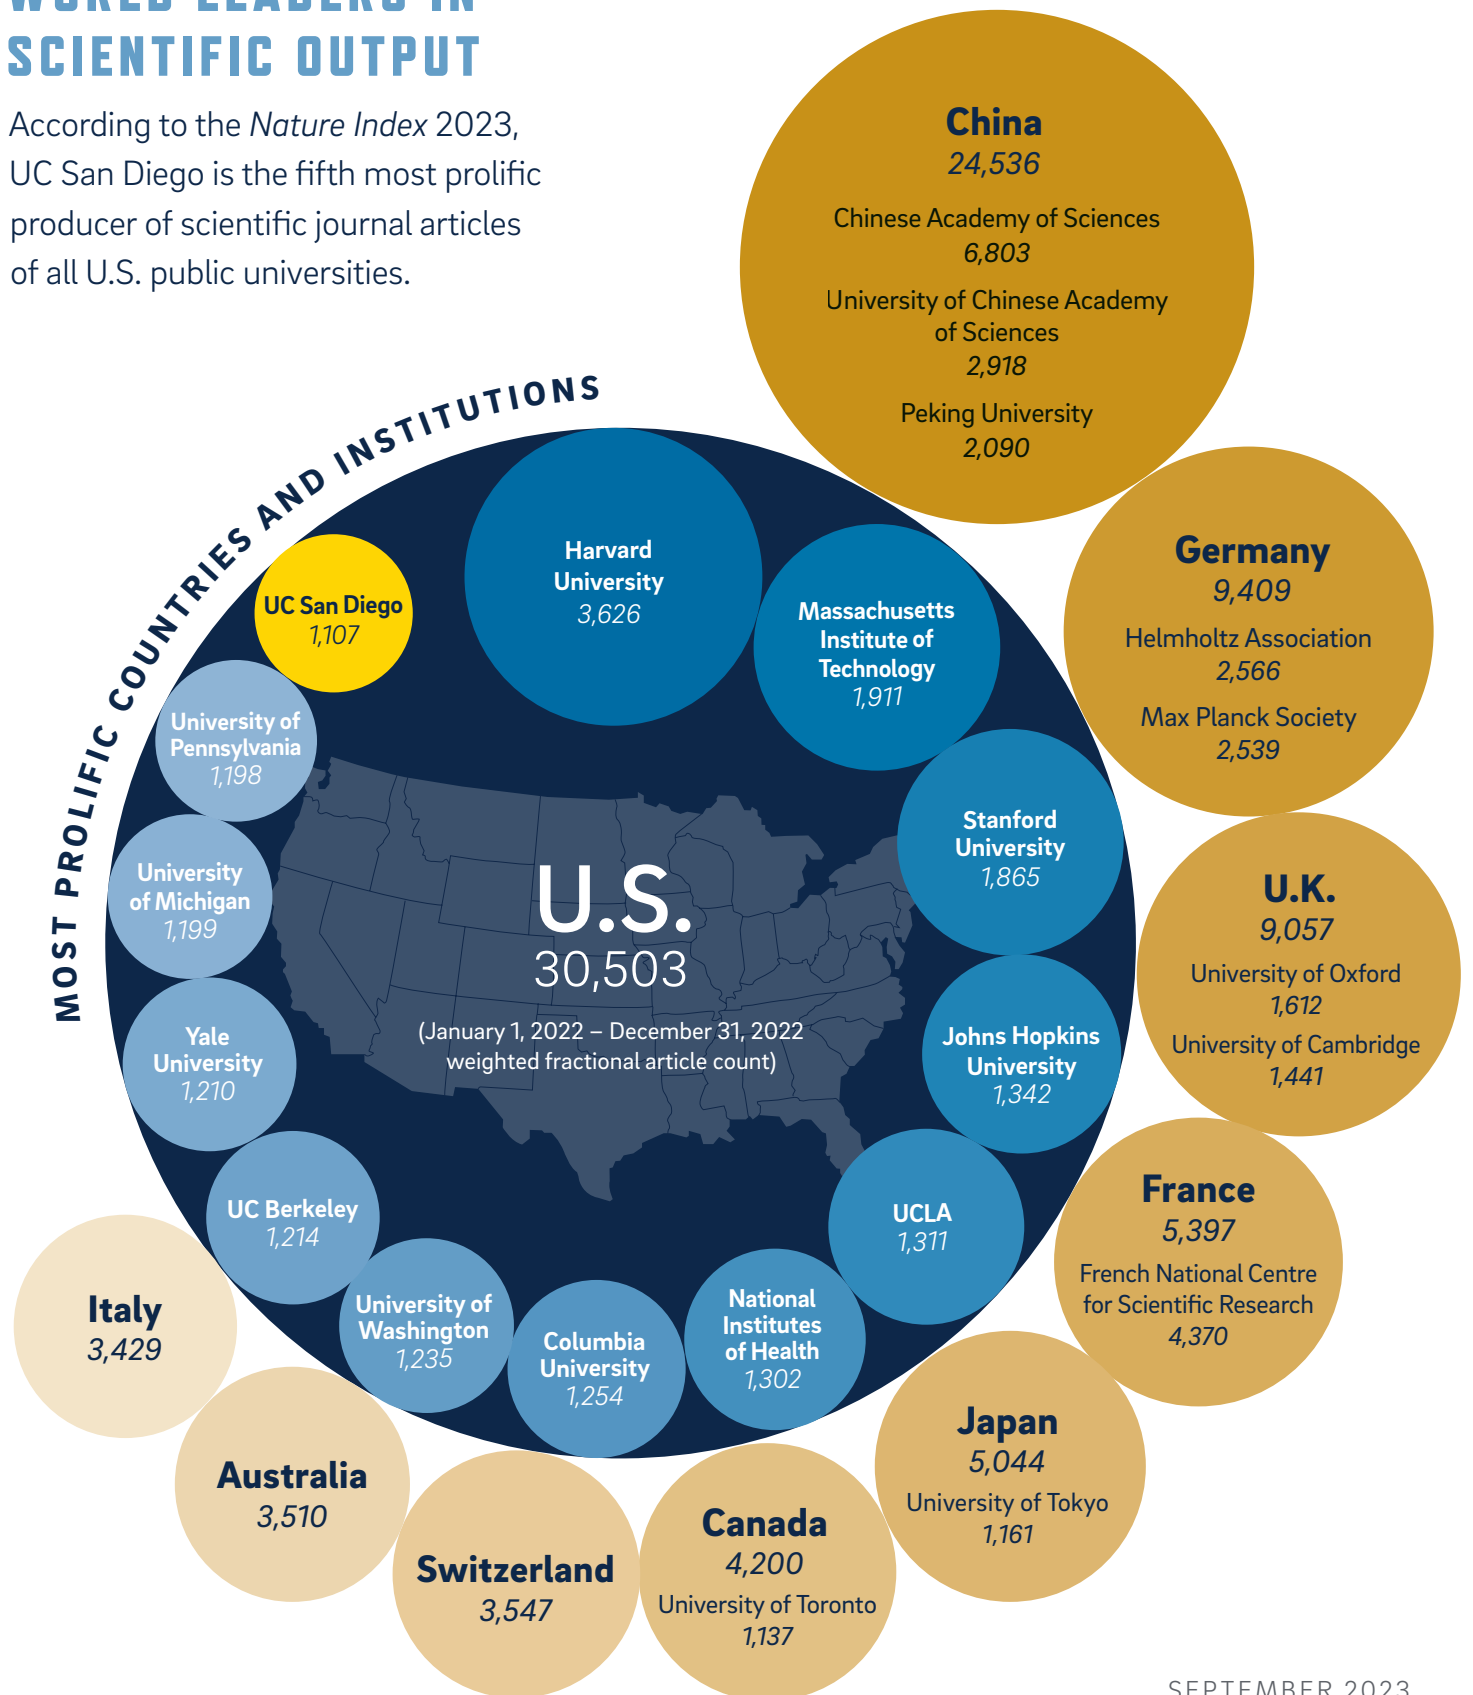 WORLD LEADERS IN
SCIENTIFIC OUTPUT
According to the Nature Index 2023,
UC San Diego is the fifth most prolific
producer of scientific journal articles
of all U.S. public universities.
MOST PROLIFIC COUNTRIES AND INSTITUTIONS
China
24,536
Chinese Academy of Sciences
6,803
University of Chinese Academy
of Sciences
2,918
Peking University
2,090
Germany
9,409
Helmholtz Association
2,566
Max Planck Society
2,539
U.K.
9,057
University of Oxford
1,612
University of Cambridge
1,441
France
5,397
French National Centre
for Scientific Research
4,370
Japan
5,044
University of Tokyo
1,161
Canada
4,200
University of Toronto
1,137
Switzerland
3,547
Australia
3,510
Italy
3,429
U.S.
30,503
(January 1, 2022 – December 31, 2022
weighted fractional article count)
Harvard
University
3,626
Massachusetts
Institute of
Technology
1,911
Stanford
University
1,865
Johns Hopkins
University
1,342
UCLA
1,311
National
Institutes
of Health
1,302
Columbia
University
1,254
University of
Washington
1,235
UC Berkeley
1,214
Yale
University
1,210
University
of Michigan
1,199
University of
Pennsylvania
1,198
UC San Diego
1,107
SEPTEMBER 2023